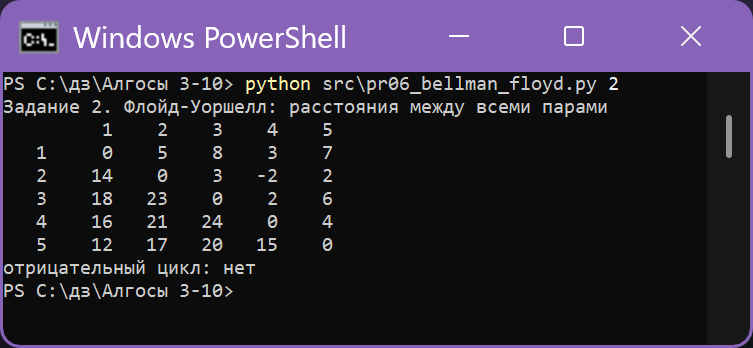 Windows PowerShell
PS C:\дз\Алгосы 3-10> python src\pr06_bellman_floyd.py 2
Задание 2. Флойд-Уоршелл: расстояния между всеми парами
1 2 3 4 5
1 0 5 8 3 7
2 14 0 3 -2 2
3 18 23 0 2 6
4 16 21 24 0 4
5 12 17 20 15 0
отрицательный цикл: нет
PS C:\дз\Алгосы 3-10>